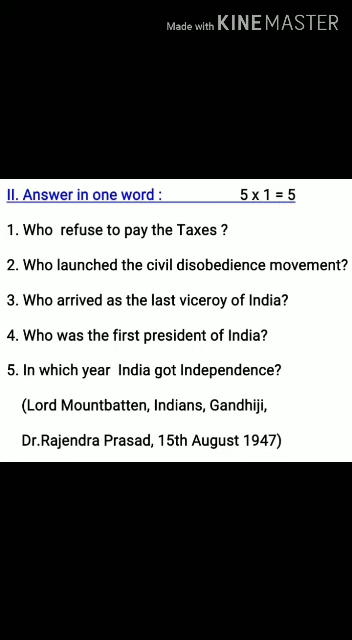 Made with KINEMASTER
II. Answer in one word : 5 x 1 = 5
1. Who refuse to pay the Taxes ?
2. Who launched the civil disobedience movement?
3. Who arrived as the last viceroy of India?
4. Who was the first president of India?
5. In which year India got Independence?
(Lord Mountbatten, Indians, Gandhiji,
Dr.Rajendra Prasad, 15th August 1947)